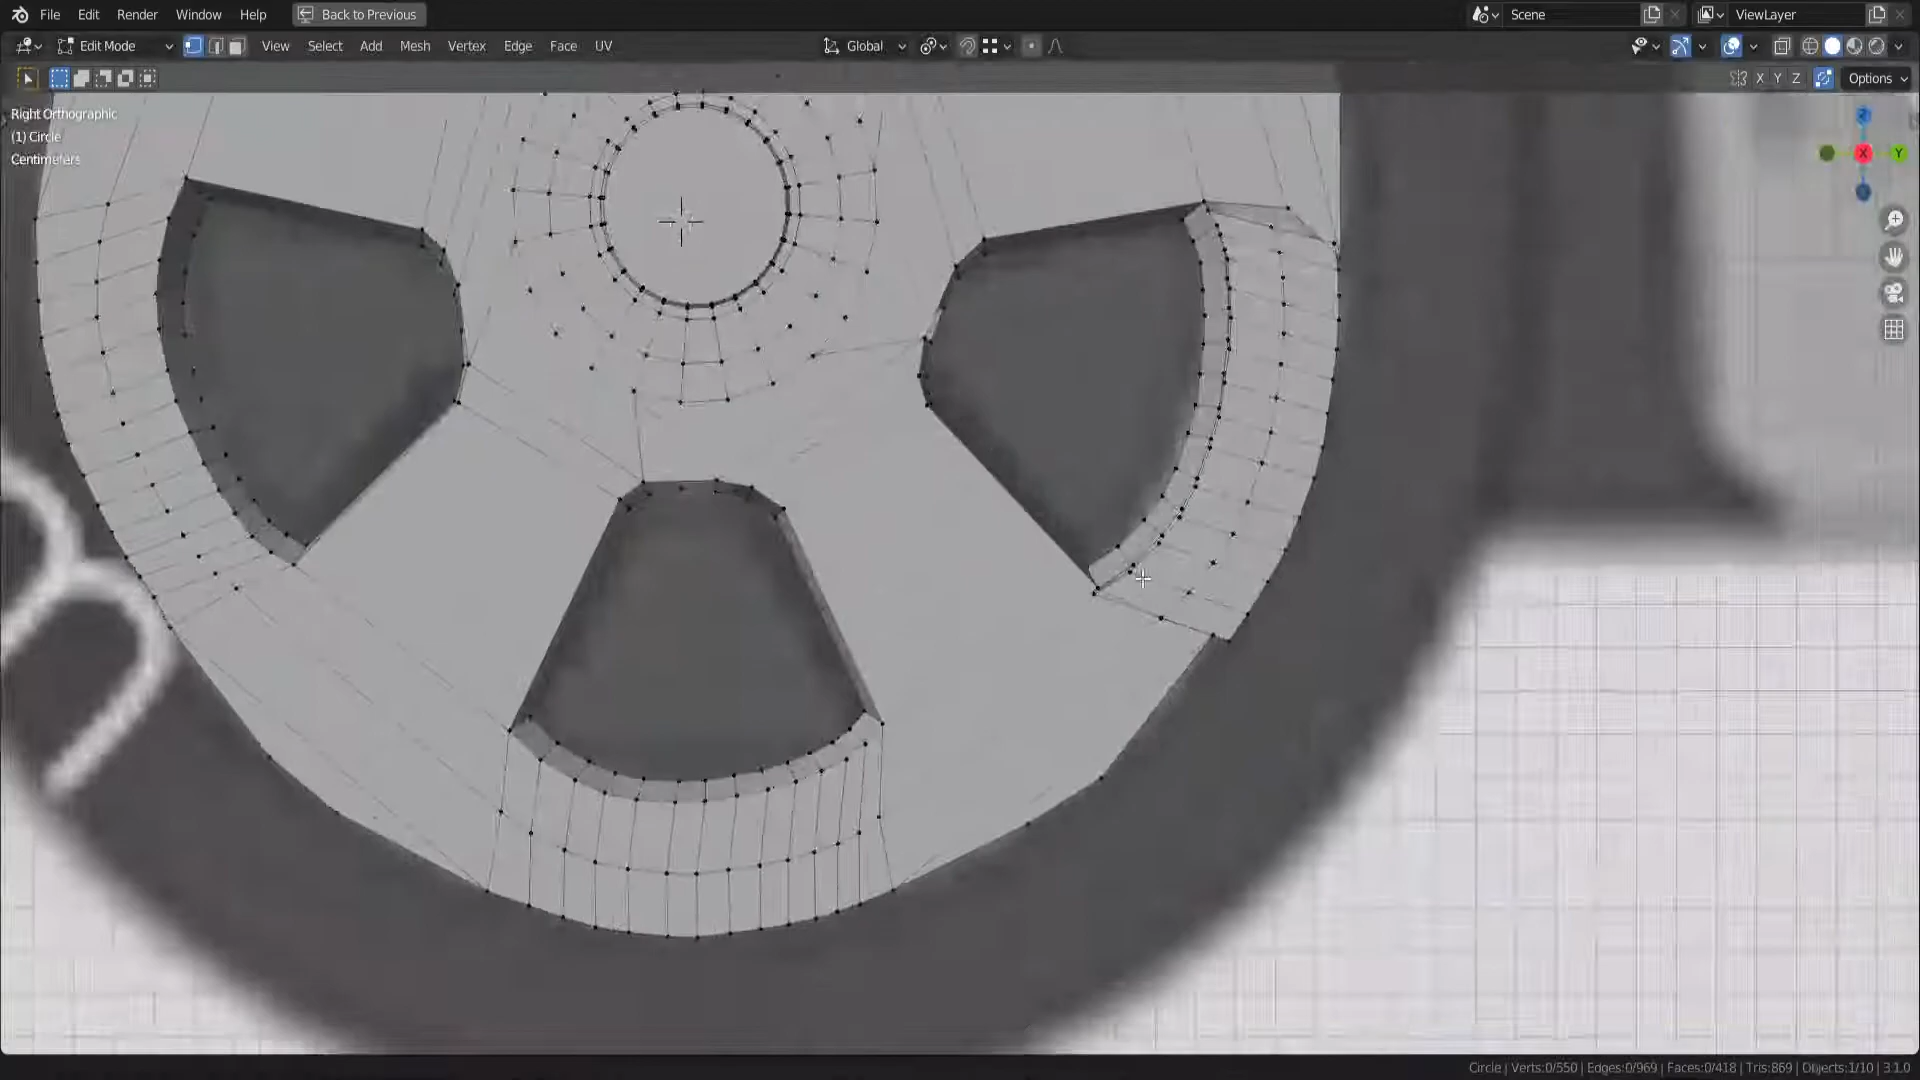 File Edit Render Window Help Back to Previous Scene ViewLayer
Edit Mode View Select Add Mesh Vertex Edge Face UV Global
X Y Z Options
Right Orthographic
(1) Circle
Centimeters
Z
X Y
Circle | Verts:0/550 | Edges:0/969 | Faces:0/418 | Tris:869 | Objects:1/10 | 3.1.0